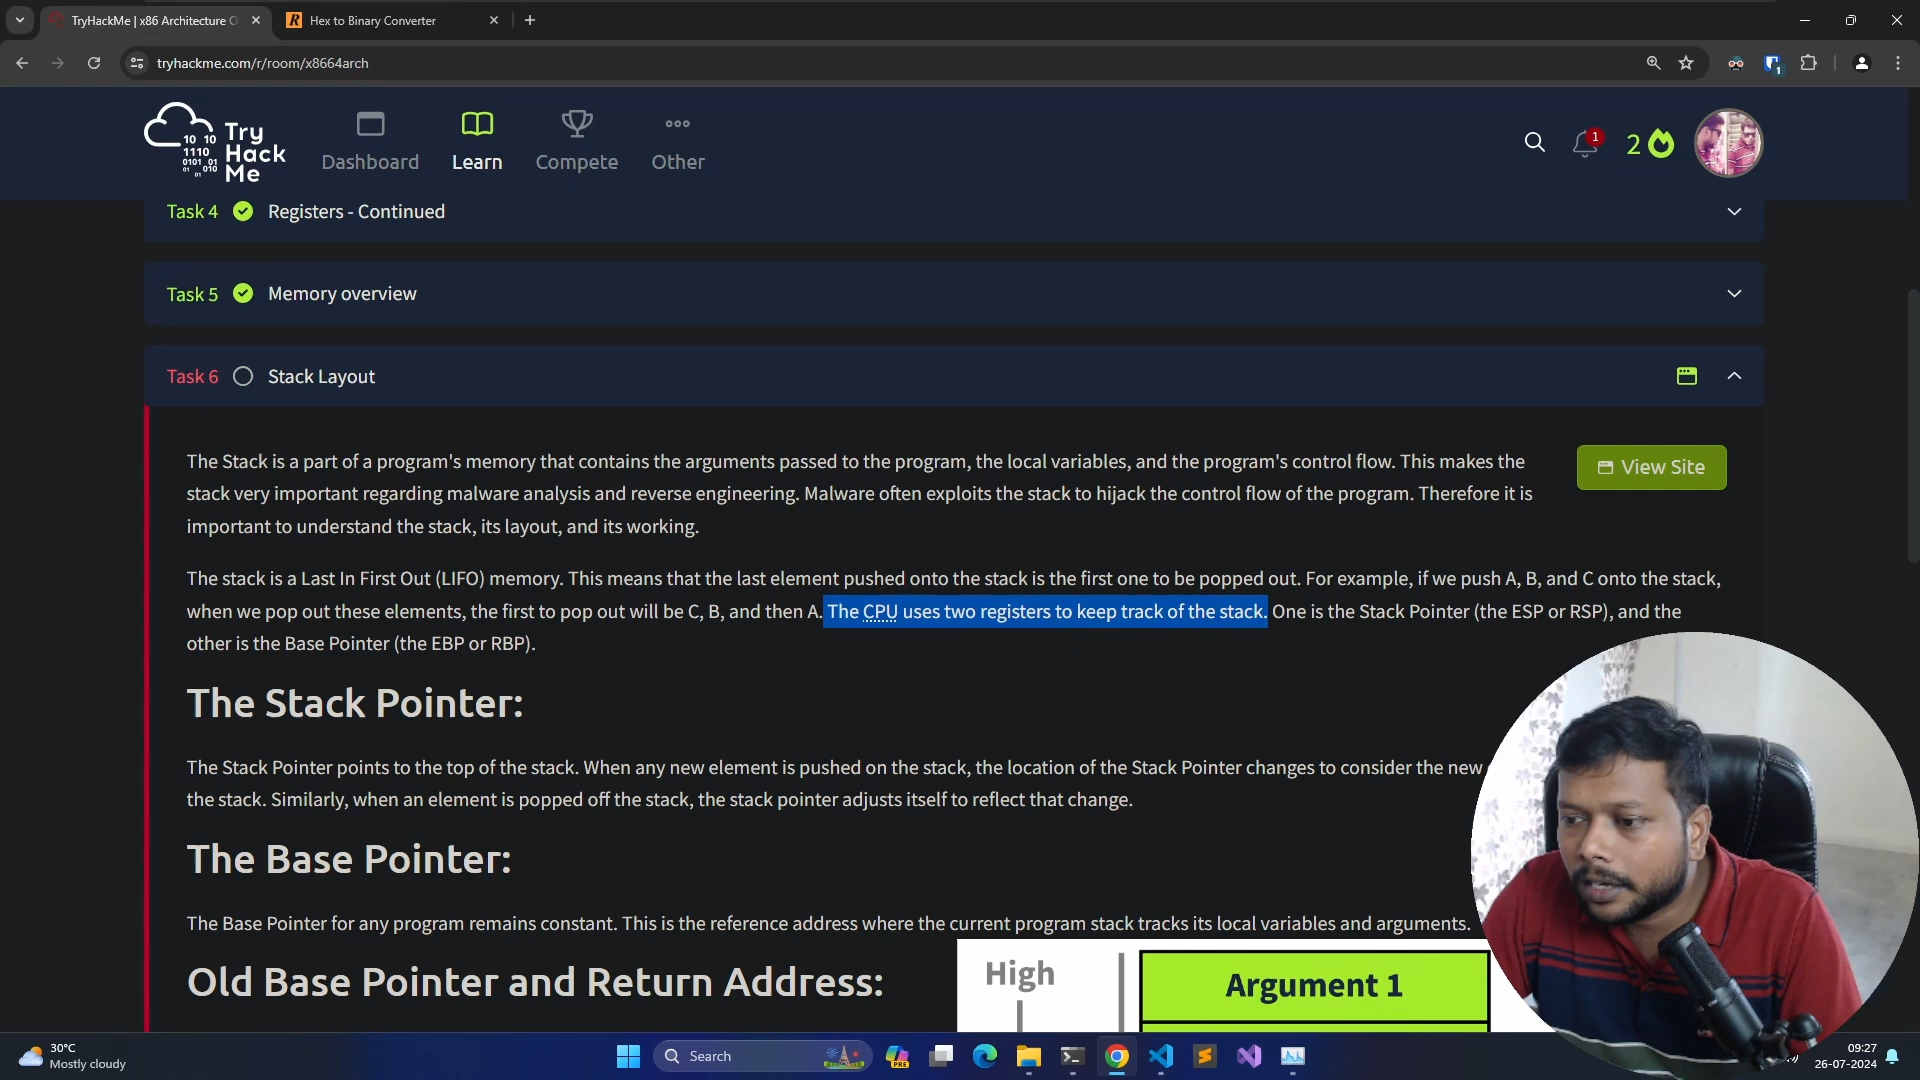 TryHackMe | x86 Architecture O
Hex to Binary Converter
tryhackme.com/r/room/x8664arch
1
10 10
1110
0101 01
01 010
01
Try
Hack
Me
Dashboard
Learn
Compete
Other
1
2
Task 4
Registers - Continued
Task 5
Memory overview
Task 6
Stack Layout
View Site
The Stack is a part of a program's memory that contains the arguments passed to the program, the local variables, and the program's control flow. This makes the
stack very important regarding malware analysis and reverse engineering. Malware often exploits the stack to hijack the control flow of the program. Therefore it is
important to understand the stack, its layout, and its working.
The stack is a Last In First Out (LIFO) memory. This means that the last element pushed onto the stack is the first one to be popped out. For example, if we push A, B, and C onto the stack,
when we pop out these elements, the first to pop out will be C, B, and then A. The CPU uses two registers to keep track of the stack. One is the Stack Pointer (the ESP or RSP), and the
other is the Base Pointer (the EBP or RBP).
The Stack Pointer:
The Stack Pointer points to the top of the stack. When any new element is pushed on the stack, the location of the Stack Pointer changes to consider the new
the stack. Similarly, when an element is popped off the stack, the stack pointer adjusts itself to reflect that change.
The Base Pointer:
The Base Pointer for any program remains constant. This is the reference address where the current program stack tracks its local variables and arguments.
Old Base Pointer and Return Address:
High
Argument 1
30°C
Mostly cloudy
Search
PRE
09:27
26-07-2024